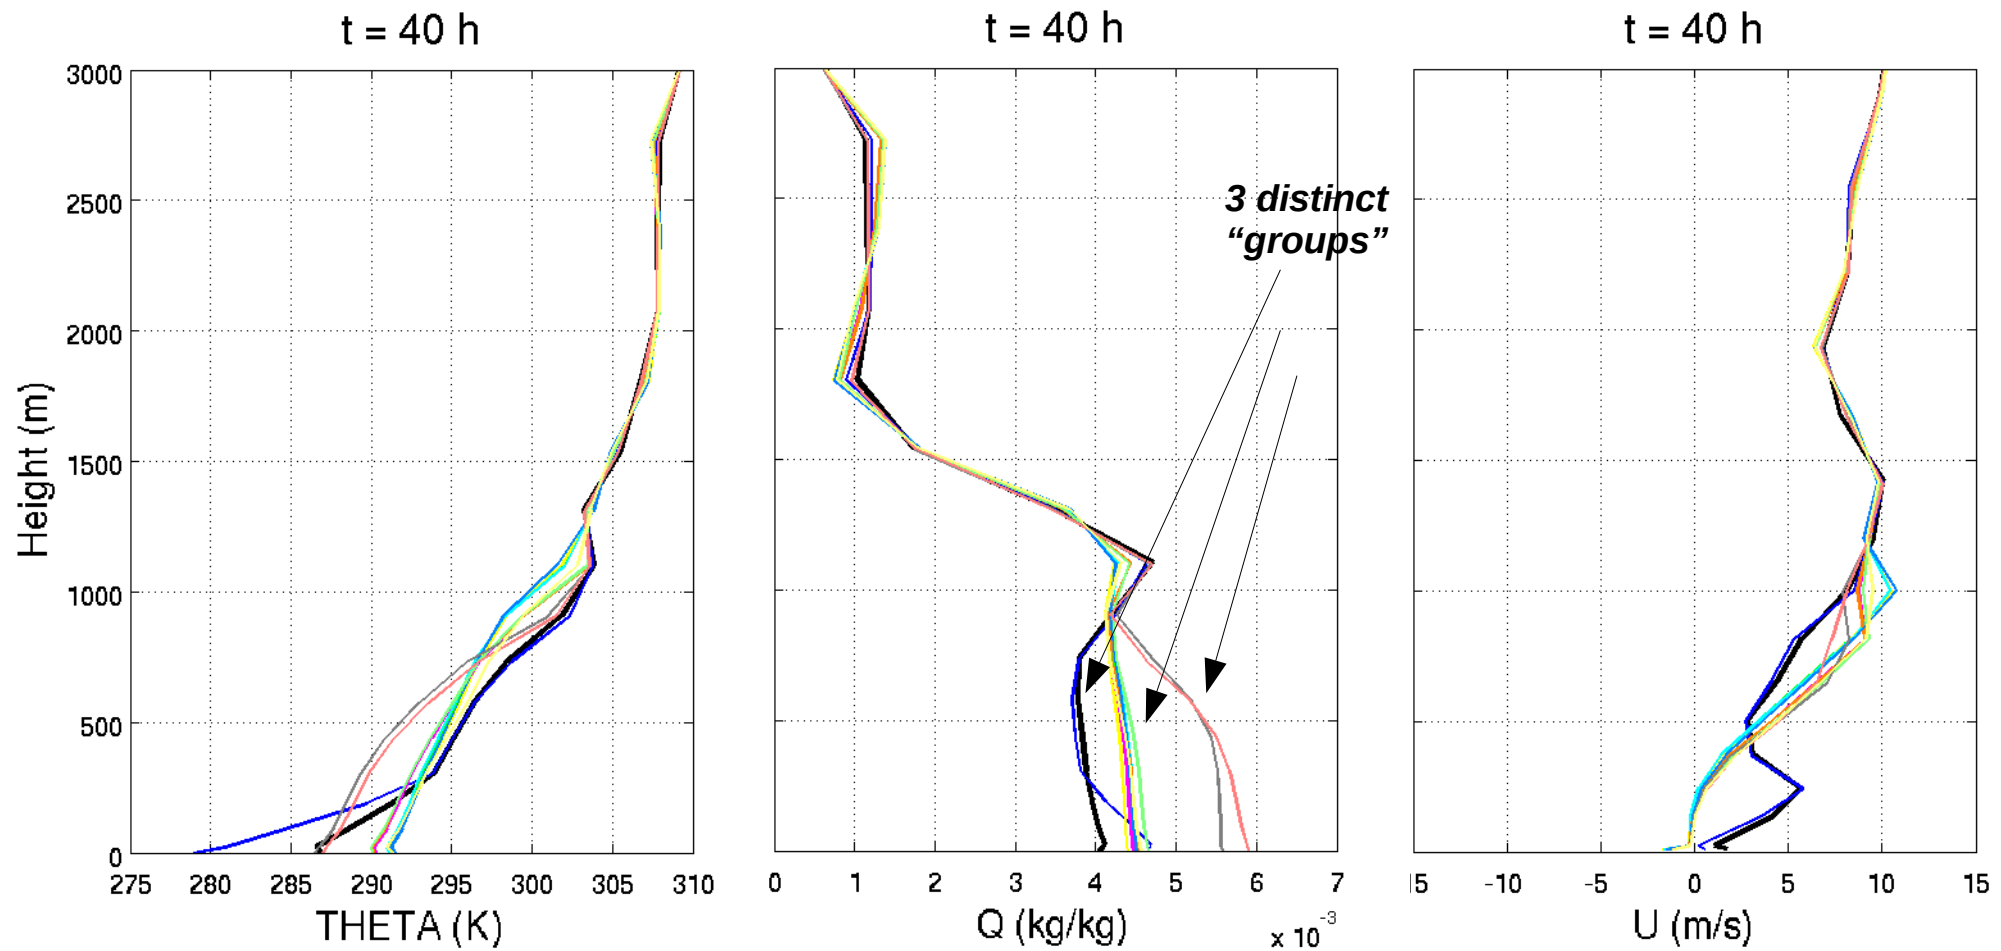 t = 40 h
t = 40 h
t = 40 h
3000
2500
2000
1500
1000
500
0
Height (m)
3 distinct
“groups”
275 280 285 290 295 300 305 310
THETA (K)
0 1 2 3 4 5 6 7
Q (kg/kg)
x 10^-3
15 -10 -5 0 5 10 15
U (m/s)